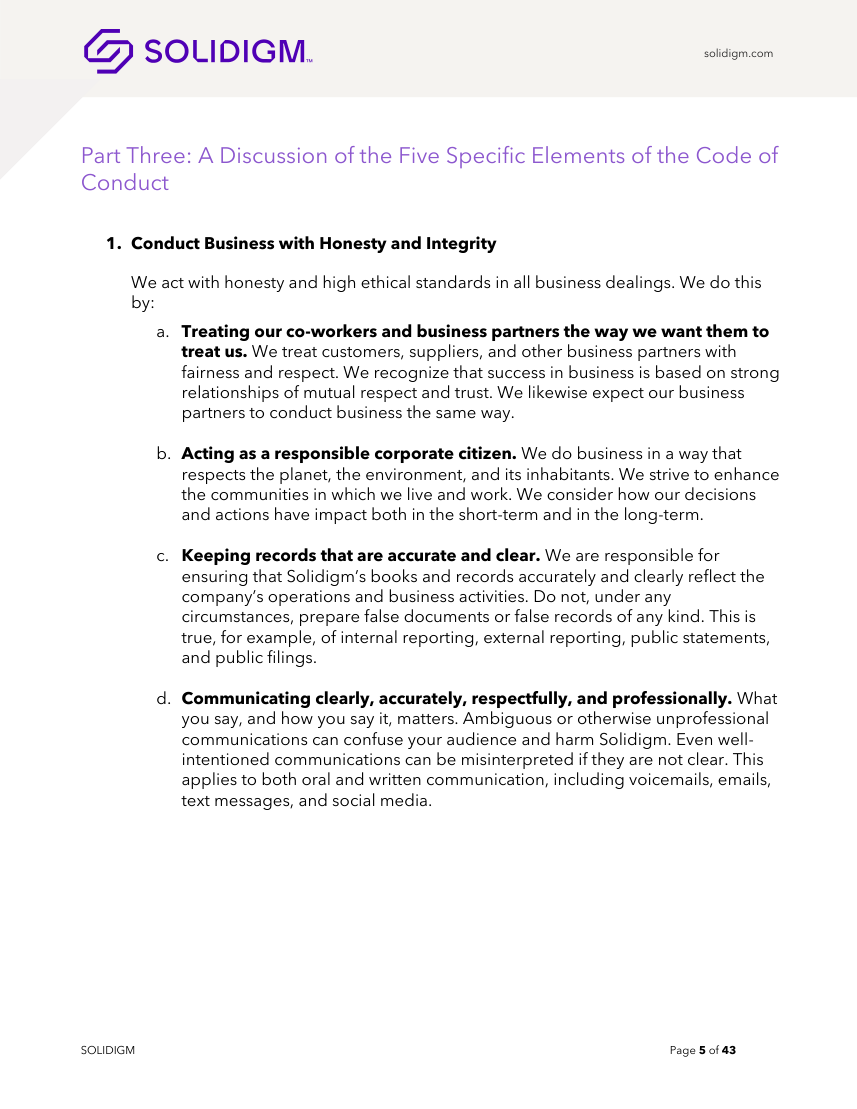 SOLIDIGM™
solidigm.com
Part Three: A Discussion of the Five Specific Elements of the Code of
Conduct
1. Conduct Business with Honesty and Integrity
We act with honesty and high ethical standards in all business dealings. We do this
by:
a. Treating our co-workers and business partners the way we want them to
treat us. We treat customers, suppliers, and other business partners with
fairness and respect. We recognize that success in business is based on strong
relationships of mutual respect and trust. We likewise expect our business
partners to conduct business the same way.
b. Acting as a responsible corporate citizen. We do business in a way that
respects the planet, the environment, and its inhabitants. We strive to enhance
the communities in which we live and work. We consider how our decisions
and actions have impact both in the short-term and in the long-term.
c. Keeping records that are accurate and clear. We are responsible for
ensuring that Solidigm’s books and records accurately and clearly reflect the
company’s operations and business activities. Do not, under any
circumstances, prepare false documents or false records of any kind. This is
true, for example, of internal reporting, external reporting, public statements,
and public filings.
d. Communicating clearly, accurately, respectfully, and professionally. What
you say, and how you say it, matters. Ambiguous or otherwise unprofessional
communications can confuse your audience and harm Solidigm. Even well-
intentioned communications can be misinterpreted if they are not clear. This
applies to both oral and written communication, including voicemails, emails,
text messages, and social media.
SOLIDIGM
Page 5 of 43